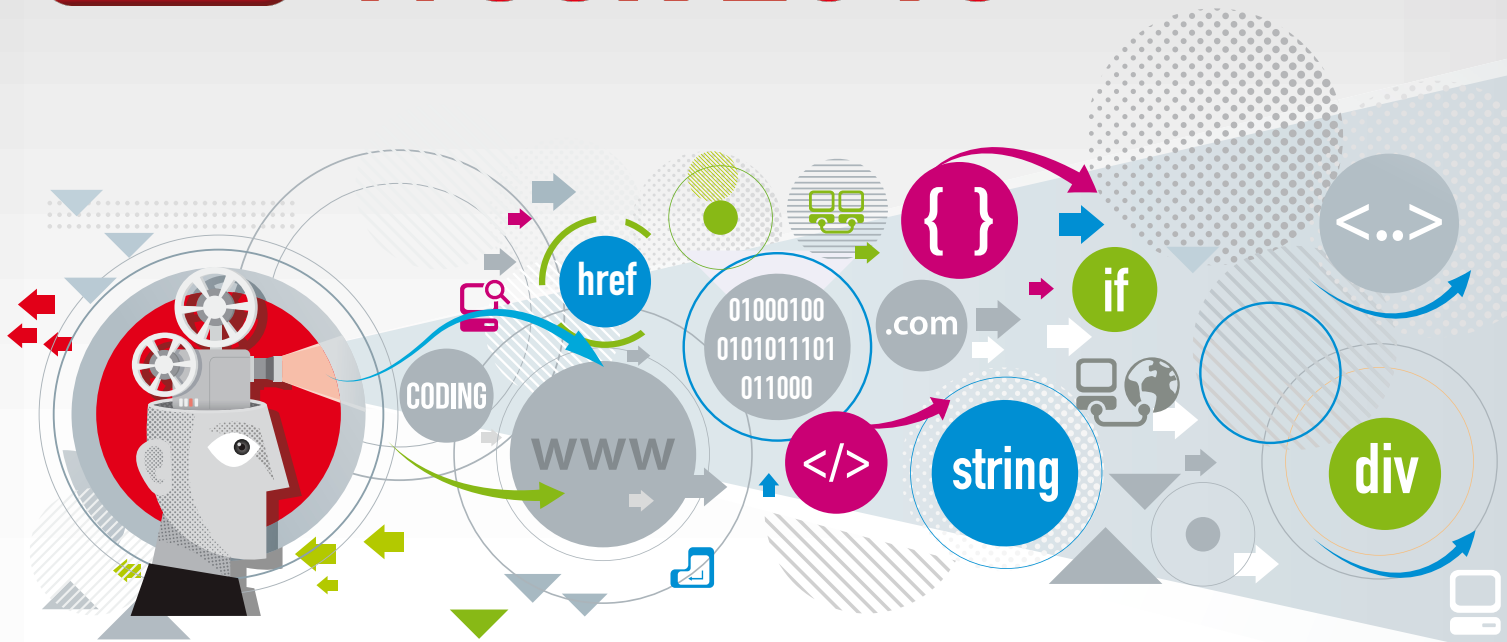 { }
<..>
href
if
01000100
0101011101
011000
.com
CODING
www
</>
string
div